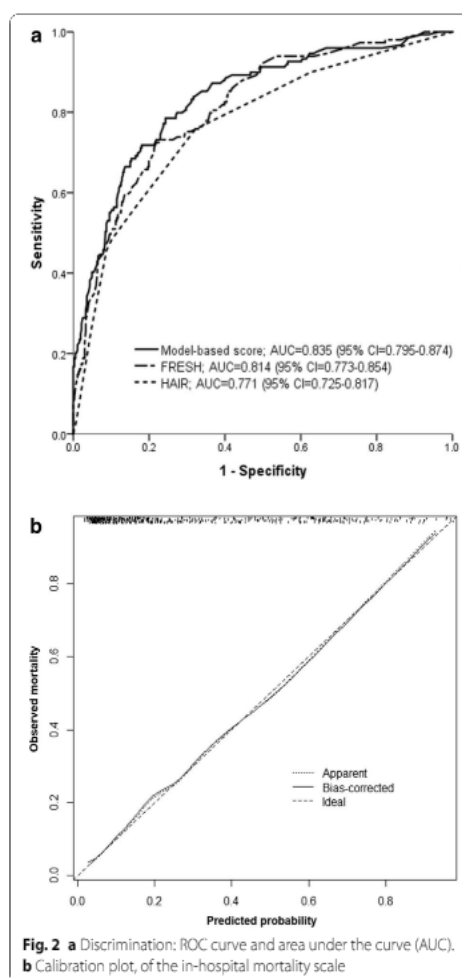 a
1.0
0.8
0.6
0.4
0.2
0.0
Sensitivity
Model-based score; AUC=0.835 (95% CI=0.795-0.874)
FRESH; AUC=0.814 (95% CI=0.773-0.854)
HAIR; AUC=0.771 (95% CI=0.725-0.817)
0.0 0.2 0.4 0.6 0.8 1.0
1 - Specificity
b
0.8
0.6
0.4
0.2
0.0
Observed mortality
Apparent
Bias-corrected
Ideal
0.0 0.2 0.4 0.6 0.8
Predicted probability
Fig. 2 a Discrimination: ROC curve and area under the curve (AUC).
b Calibration plot, of the in-hospital mortality scale